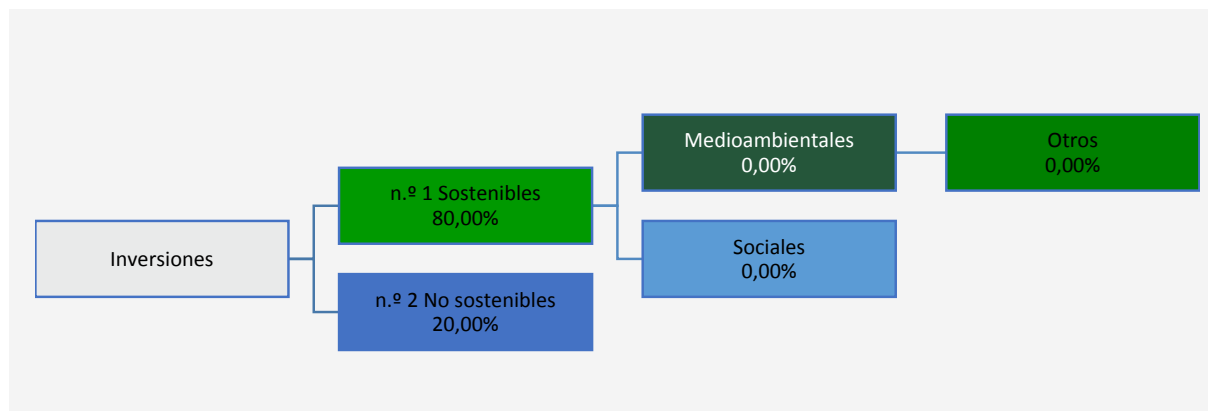 Inversiones
n.º 1 Sostenibles
80,00%
n.º 2 No sostenibles
20,00%
Medioambientales
0,00%
Sociales
0,00%
Otros
0,00%